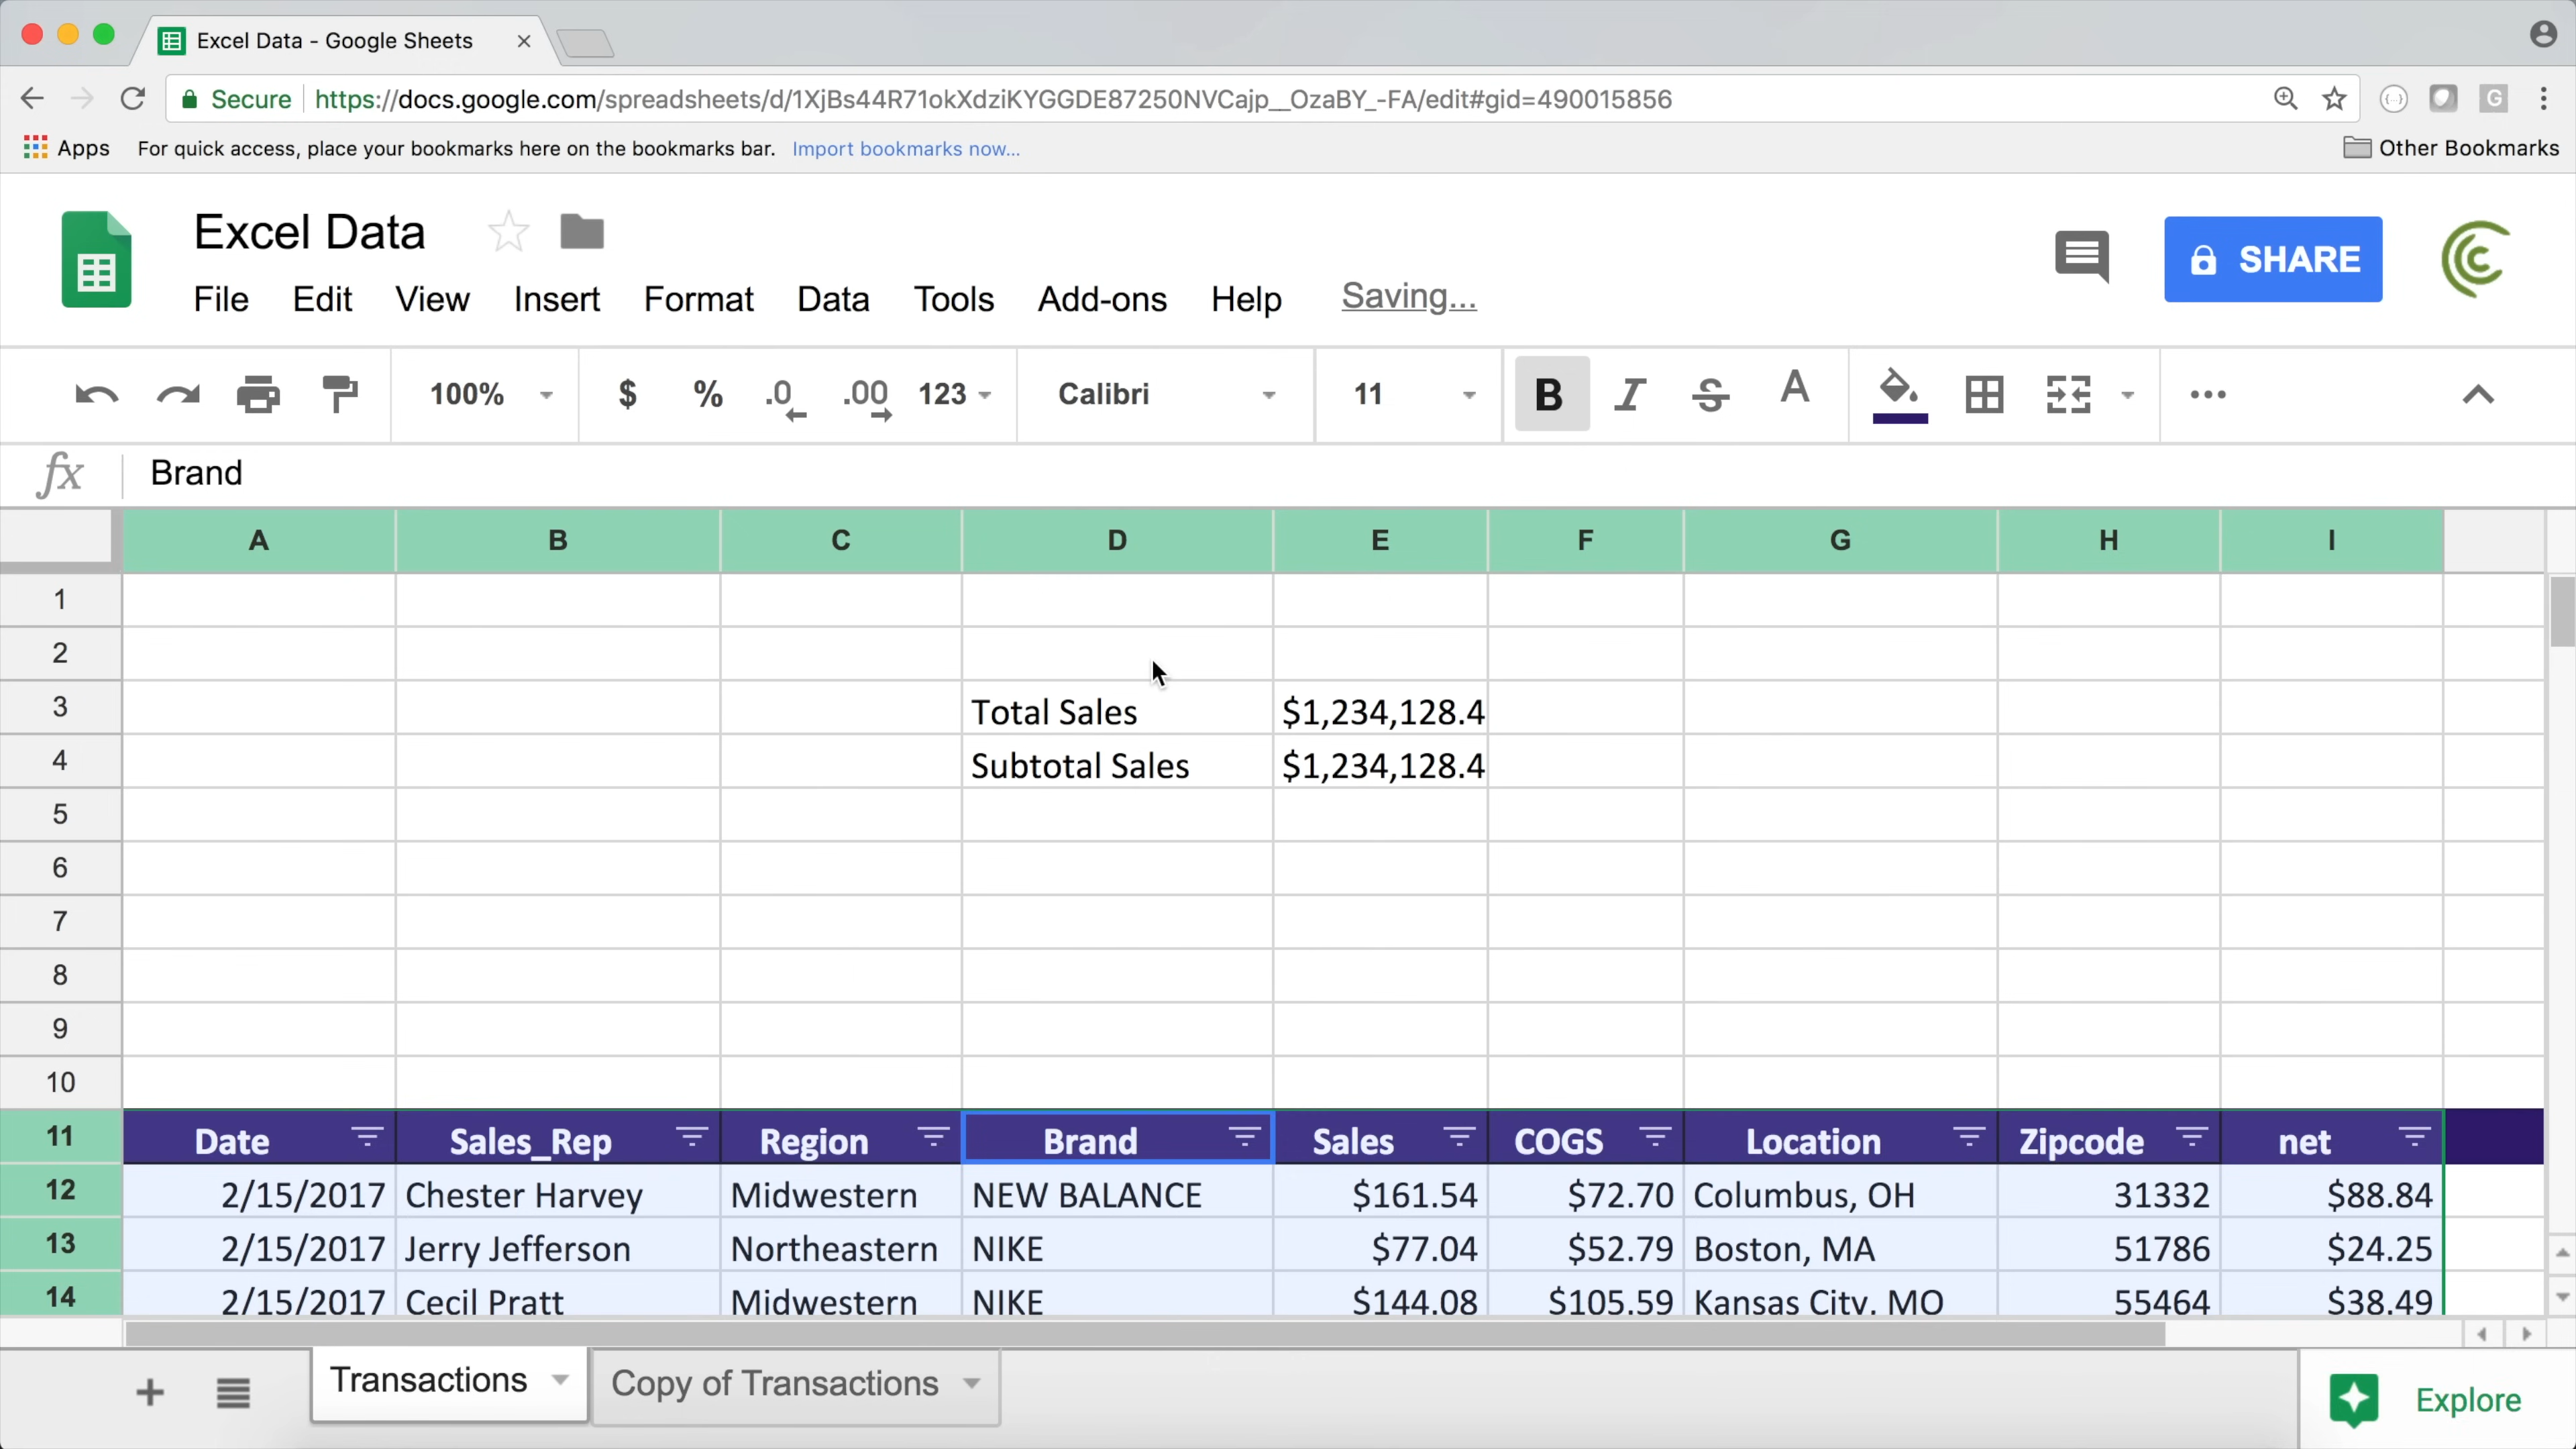 Excel Data - Google Sheets
Secure https://docs.google.com/spreadsheets/d/1XjBs44R71okXdziKYGGDE87250NVCajp__OzaBY_-FA/edit#gid=490015856
G
Apps For quick access, place your bookmarks here on the bookmarks bar. Import bookmarks now... Other Bookmarks
Excel Data
SHARE
File Edit View Insert Format Data Tools Add-ons Help Saving...
100% $ % .0 .00 123 Calibri 11 B I S A
fx Brand
A B C D E F G H I
1
2
3 Total Sales $1,234,128.4
4 Subtotal Sales $1,234,128.4
5
6
7
8
9
10
11 Date Sales_Rep Region Brand Sales COGS Location Zipcode net
12 2/15/2017 Chester Harvey Midwestern NEW BALANCE $161.54 $72.70 Columbus, OH 31332 $88.84
13 2/15/2017 Jerry Jefferson Northeastern NIKE $77.04 $52.79 Boston, MA 51786 $24.25
14 2/15/2017 Cecil Pratt Midwestern NIKE $144.08 $105.59 Kansas City, MO 55464 $38.49
Transactions Copy of Transactions Explore